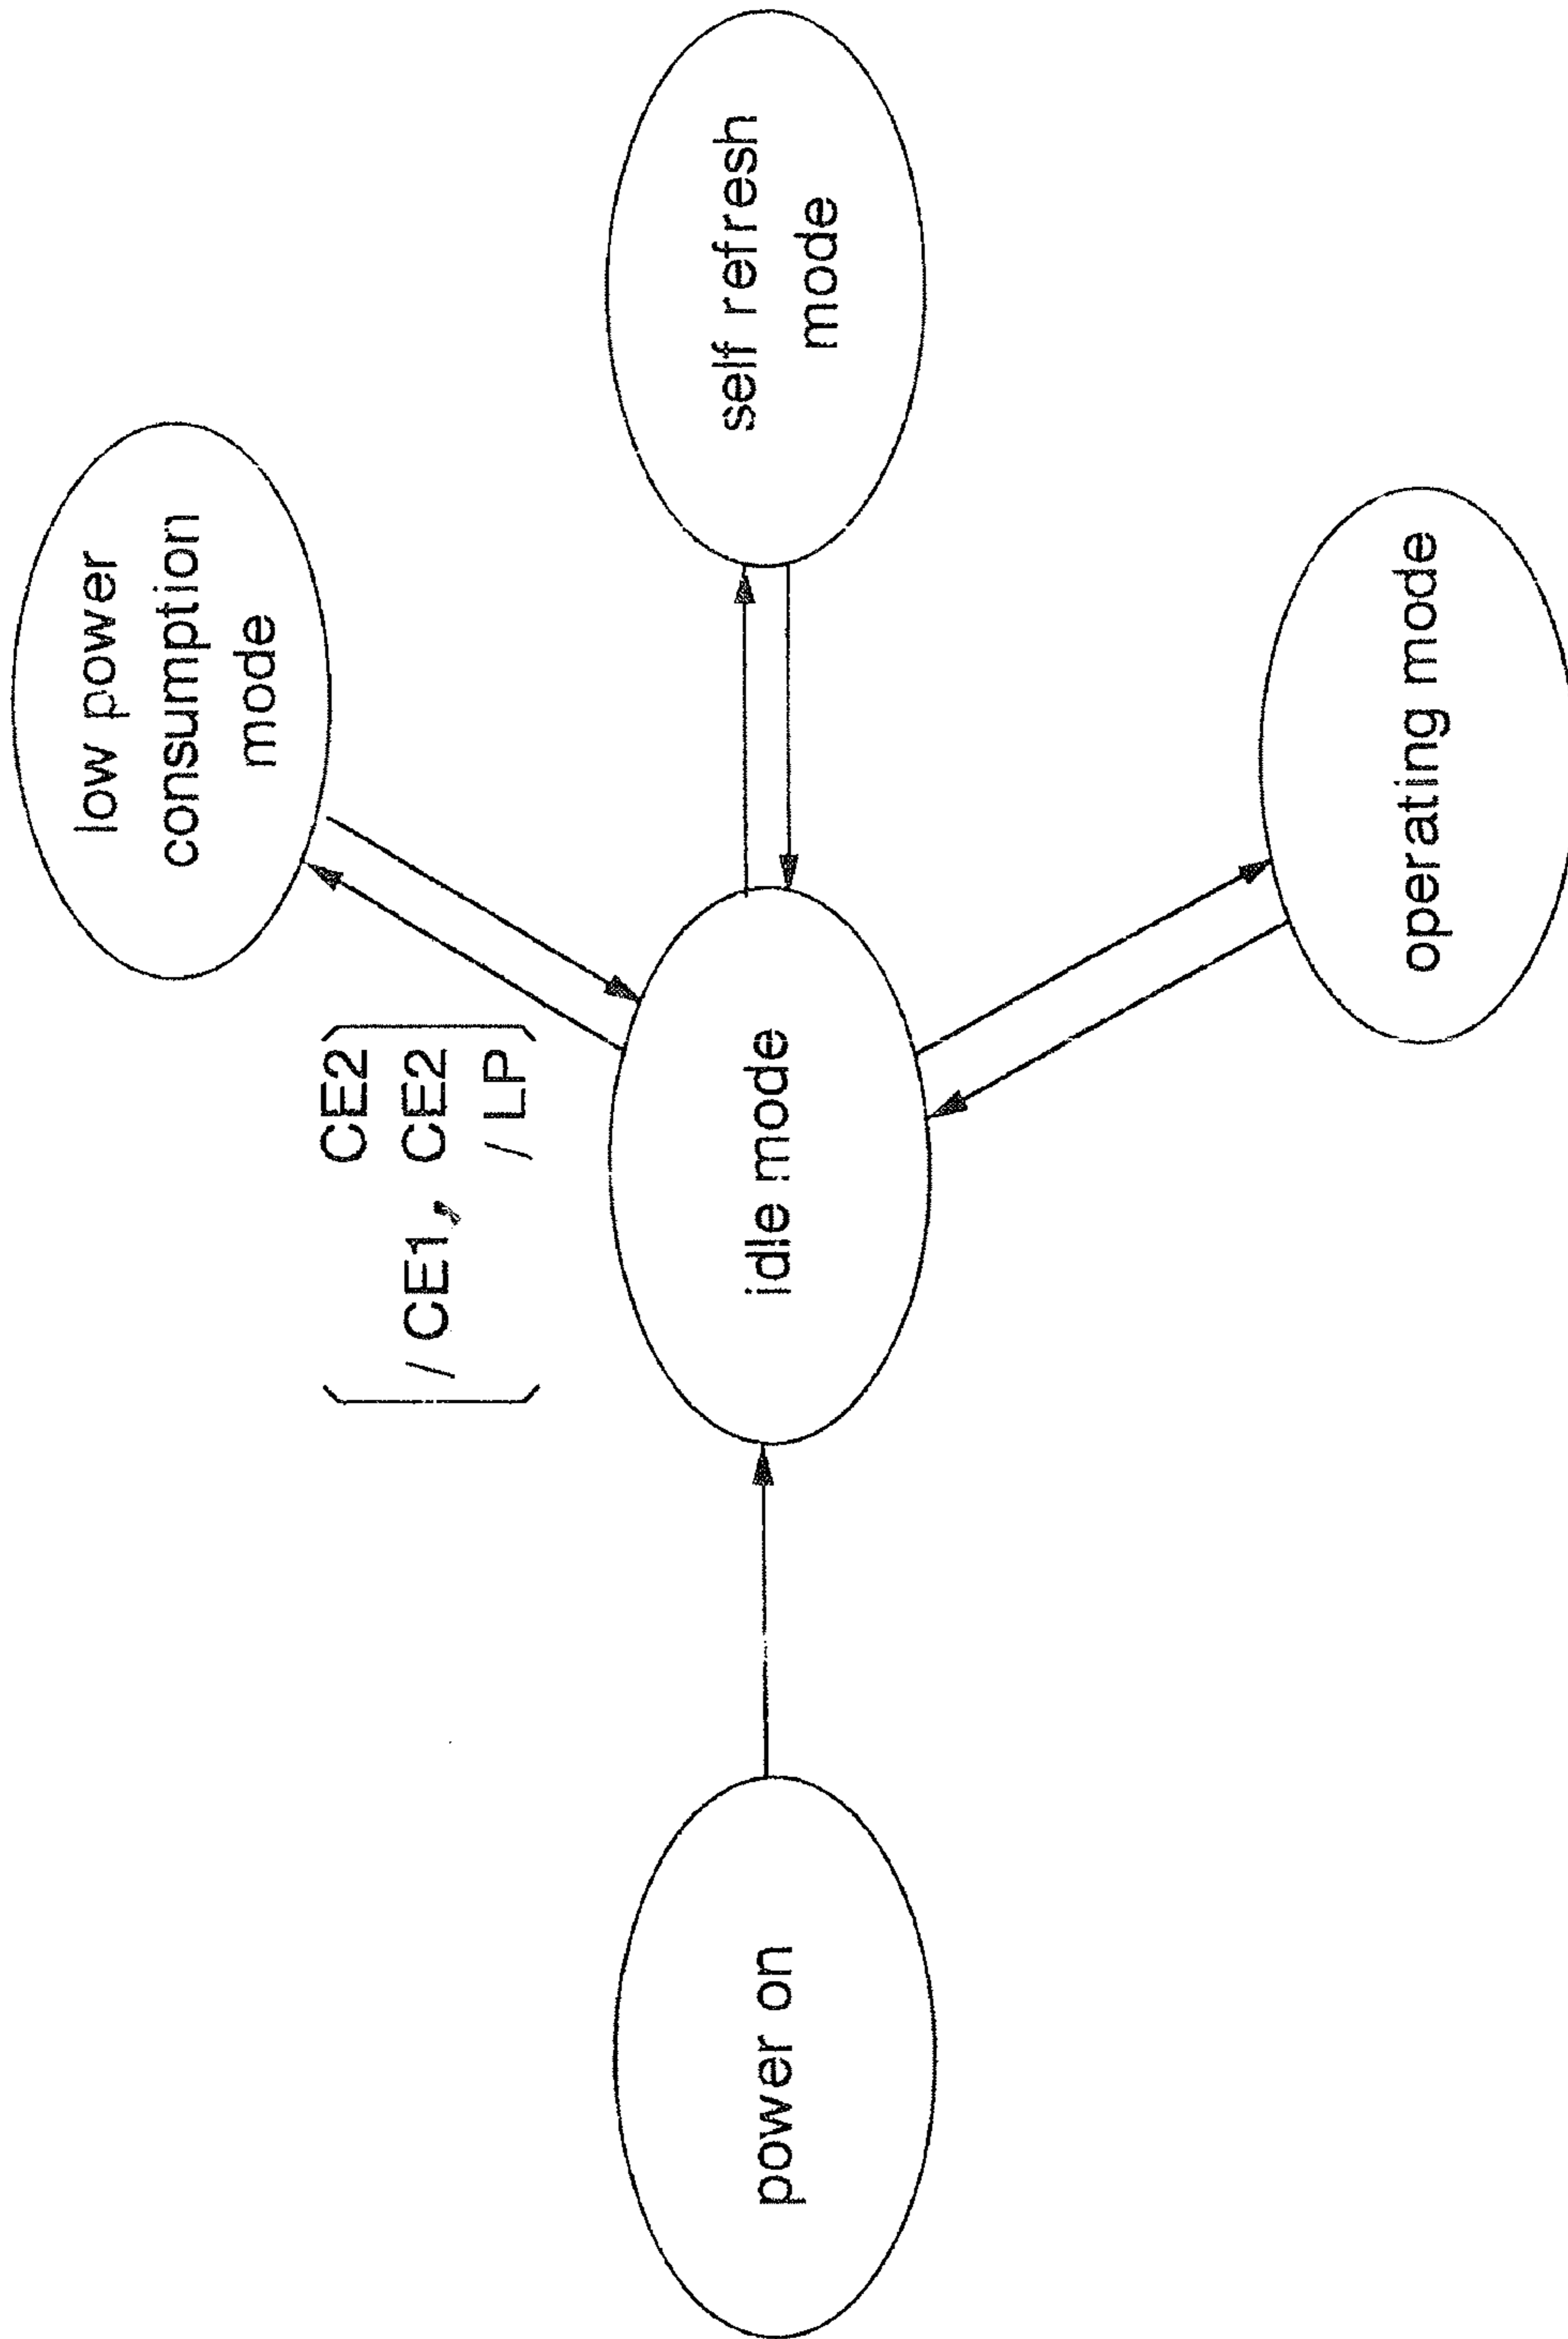 low power
consumption
mode
CE2
/ CE1, CE2
/ LP
power on
idle mode
self refresh
mode
operating mode